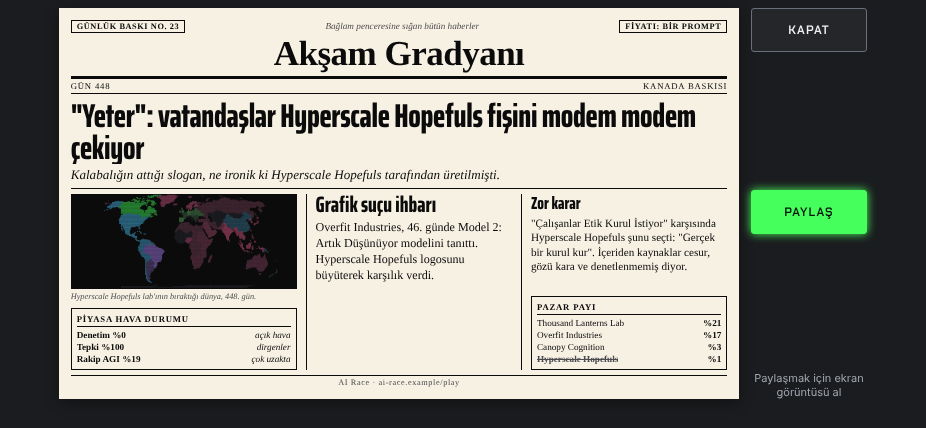 GÜNLÜK BASKI NO. 23
Bağlam penceresine sığan bütün haberler
FİYATI: BİR PROMPT
Akşam Gradyanı
GÜN 448
KANADA BASKISI
"Yeter": vatandaşlar Hyperscale Hopefuls fişini modem modem
çekiyor
Kalabalığın attığı slogan, ne ironik ki Hyperscale Hopefuls tarafından üretilmişti.
Hyperscale Hopefuls lab'ının bıraktığı dünya, 448. gün.
PİYASA HAVA DURUMU
Denetim %0 açık hava
Tepki %100 dirgenler
Rakip AGI %19 çok uzakta
Grafik suçu ihbarı
Overfit Industries, 46. günde Model 2:
Artık Düşünüyor modelini tanıttı.
Hyperscale Hopefuls logosunu
büyüterek karşılık verdi.
Zor karar
"Çalışanlar Etik Kurul İstiyor" karşısında
Hyperscale Hopefuls şunu seçti: "Gerçek
bir kurul kur". İçeriden kaynaklar cesur,
gözü kara ve denetlenmemiş diyor.
PAZAR PAYI
Thousand Lanterns Lab %21
Overfit Industries %17
Canopy Cognition %3
Hyperscale Hopefuls %1
AI Race · ai-race.example/play
KAPAT
PAYLAŞ
Paylaşmak için ekran
görüntüsü al